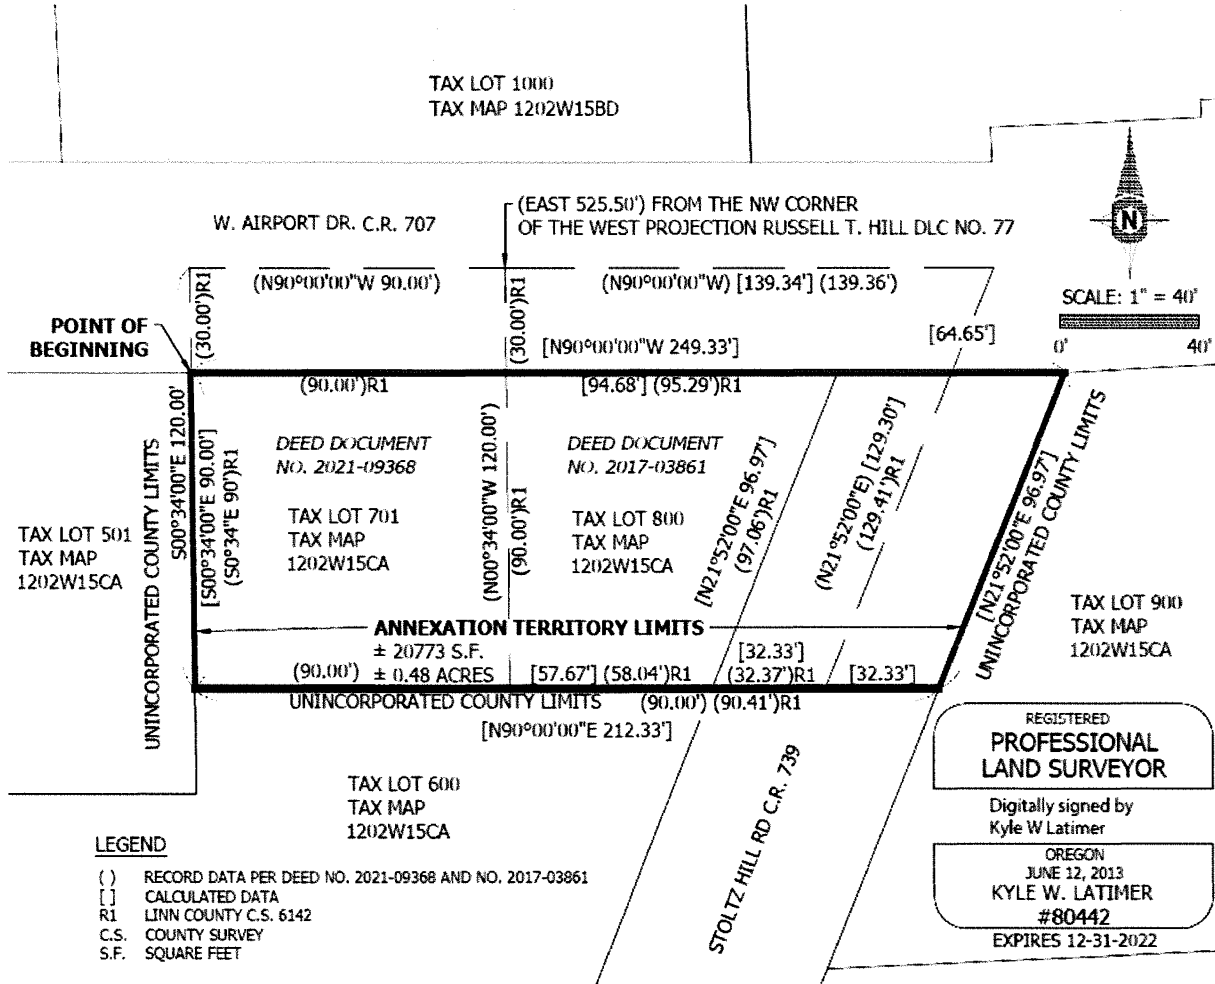 TAX LOT 1000
TAX MAP 1202W15BD
(EAST 525.50') FROM THE NW CORNER
OF THE WEST PROJECTION RUSSELL T. HILL DLC NO. 77
W. AIRPORT DR. C.R. 707
N
SCALE: 1" = 40'
0'
40'
(N90°00'00"W 90.00')
(N90°00'00"W) [139.34'] (139.36')
(30.00')R1
(30.00')R1
[64.65']
POINT OF
BEGINNING
[N90°00'00"W 249.33']
(90.00')R1
[94.68'] (95.29')R1
UNINCORPORATED COUNTY LIMITS
S00°34'00"E 120.00'
[S00°34'00"E 90.00']
(S0°34"E 90')R1
DEED DOCUMENT
NO. 2021-09368
TAX LOT 701
TAX MAP
1202W15CA
(N00°34'00"W 120.00')
(90.00')R1
DEED DOCUMENT
NO. 2017-03861
TAX LOT 800
TAX MAP
1202W15CA
[N21°52'00"E 96.97']
(97.06')R1
(N21°52'00"E) [129.30']
(129.41')R1
[N21°52'00"E 96.97']
UNINCORPORATED COUNTY LIMITS
TAX LOT 501
TAX MAP
1202W15CA
TAX LOT 900
TAX MAP
1202W15CA
ANNEXATION TERRITORY LIMITS
± 20773 S.F.
± 0.48 ACRES
(90.00')
[57.67'] (58.04')R1
[32.33']
(32.37')R1
[32.33']
UNINCORPORATED COUNTY LIMITS
(90.00') (90.41')R1
[N90°00'00"E 212.33']
TAX LOT 600
TAX MAP
1202W15CA
STOLTZ HILL RD C.R. 739
REGISTERED
PROFESSIONAL
LAND SURVEYOR
Digitally signed by
Kyle W Latimer
OREGON
JUNE 12, 2013
KYLE W. LATIMER
#80442
EXPIRES 12-31-2022
LEGEND
( ) RECORD DATA PER DEED NO. 2021-09368 AND NO. 2017-03861
[ ] CALCULATED DATA
R1 LINN COUNTY C.S. 6142
C.S. COUNTY SURVEY
S.F. SQUARE FEET